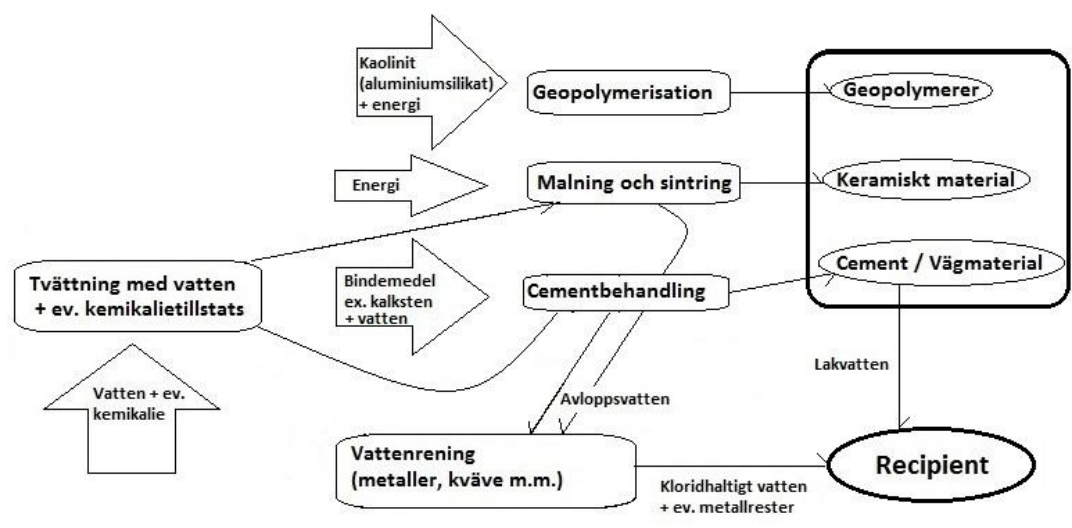 Kaolinit
(aluminiumsilikat)
+ energi
Geopolymerisation
Geopolymerer
Energi
Malning och sintring
Keramiskt material
Tvättning med vatten
+ ev. kemikalietillstats
Bindemedel
ex. kalksten
+ vatten
Cementbehandling
Cement / Vägmaterial
Vatten + ev.
kemikalie
Avloppsvatten
Lakvatten
Vattenrening
(metaller, kväve m.m.)
Kloridhaltigt vatten
+ ev. metallrester
Recipient